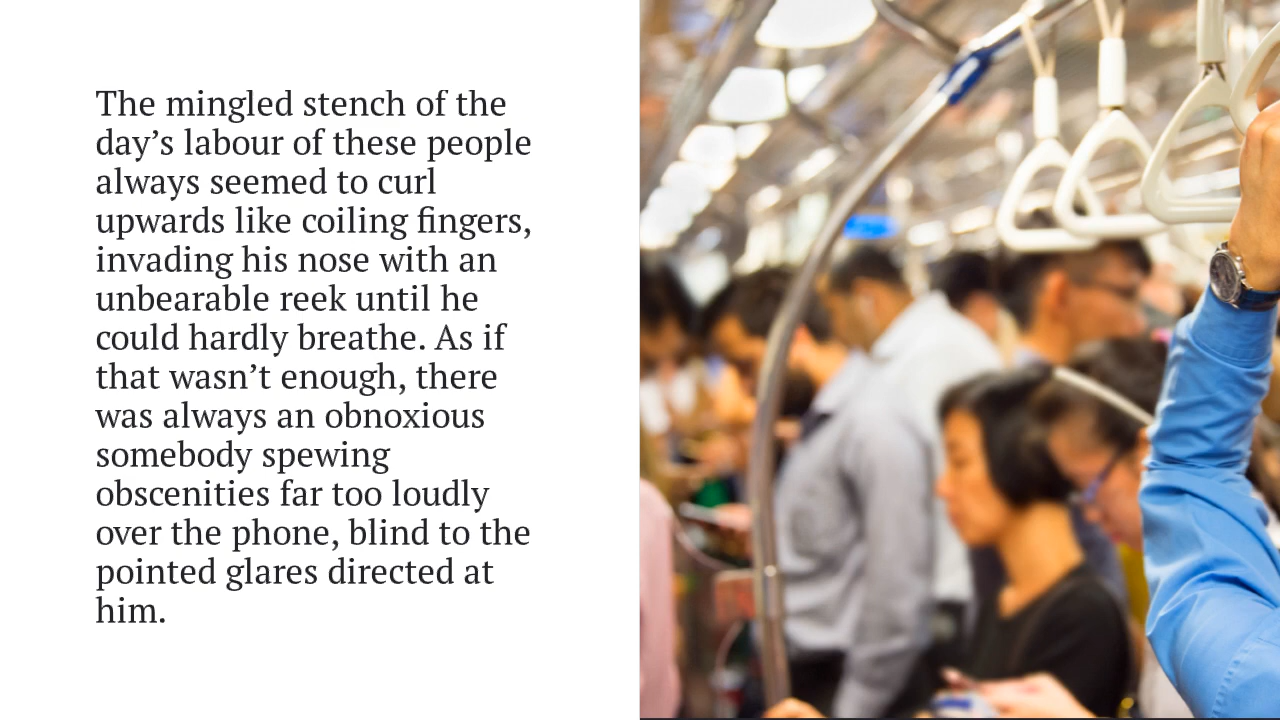 The mingled stench of the
day’s labour of these people
always seemed to curl
upwards like coiling fingers,
invading his nose with an
unbearable reek until he
could hardly breathe. As if
that wasn’t enough, there
was always an obnoxious
somebody spewing
obscenities far too loudly
over the phone, blind to the
pointed glares directed at
him.